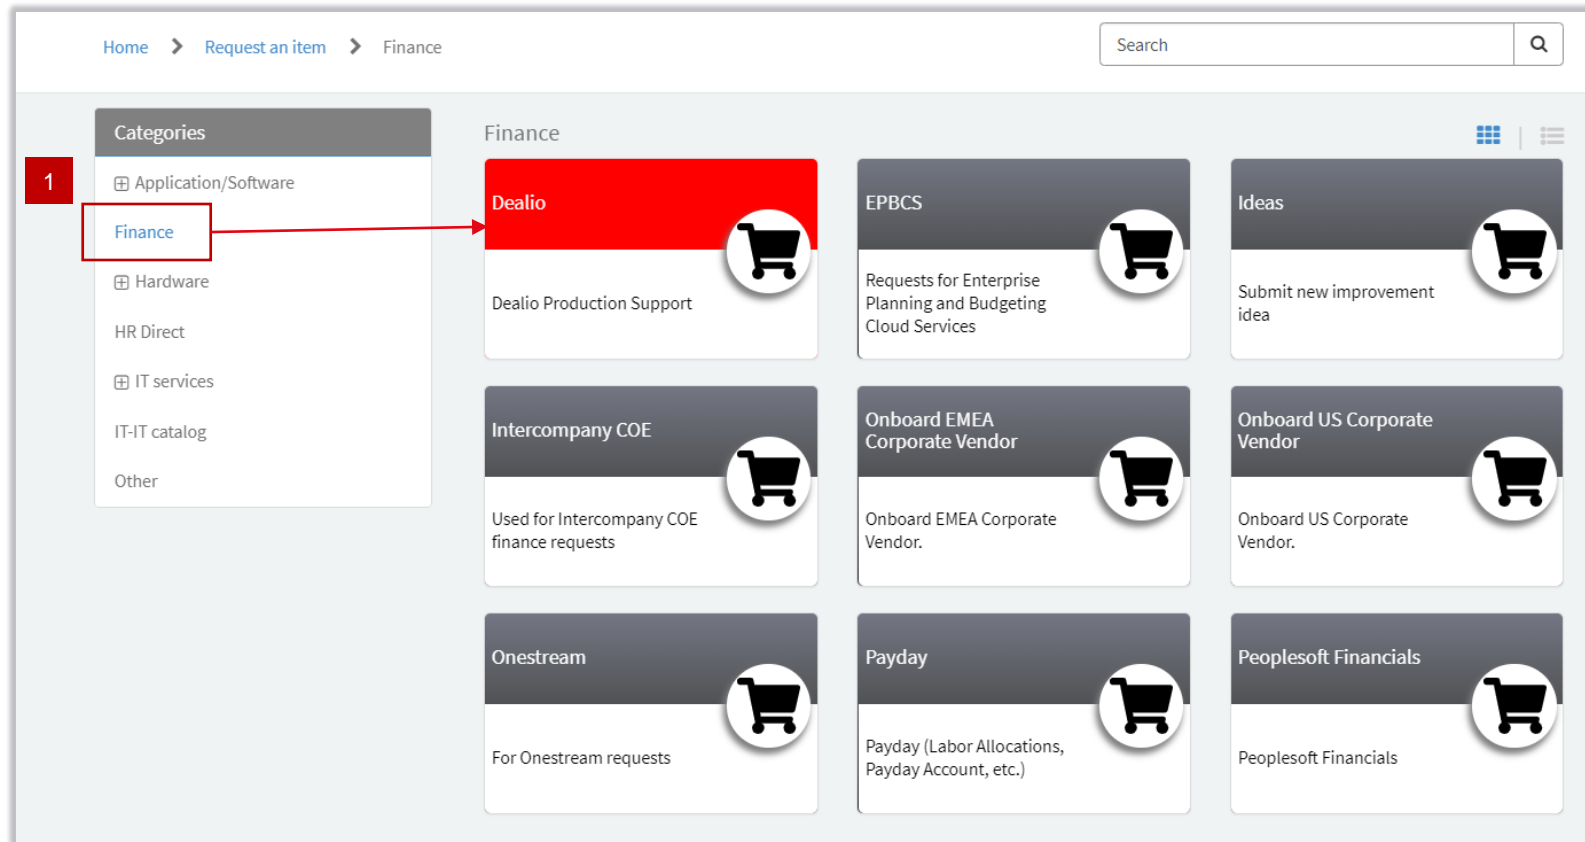 Home > Request an item > Finance
Search
Categories
1
Application/Software
Finance
Hardware
HR Direct
IT services
IT-IT catalog
Other
Finance
Dealio
Dealio Production Support
EPBCS
Requests for Enterprise
Planning and Budgeting
Cloud Services
Ideas
Submit new improvement
idea
Intercompany COE
Used for Intercompany COE
finance requests
Onboard EMEA
Corporate Vendor
Onboard EMEA Corporate
Vendor.
Onboard US Corporate
Vendor
Onboard US Corporate
Vendor.
Onestream
For Onestream requests
Payday
Payday (Labor Allocations,
Payday Account, etc.)
Peoplesoft Financials
Peoplesoft Financials